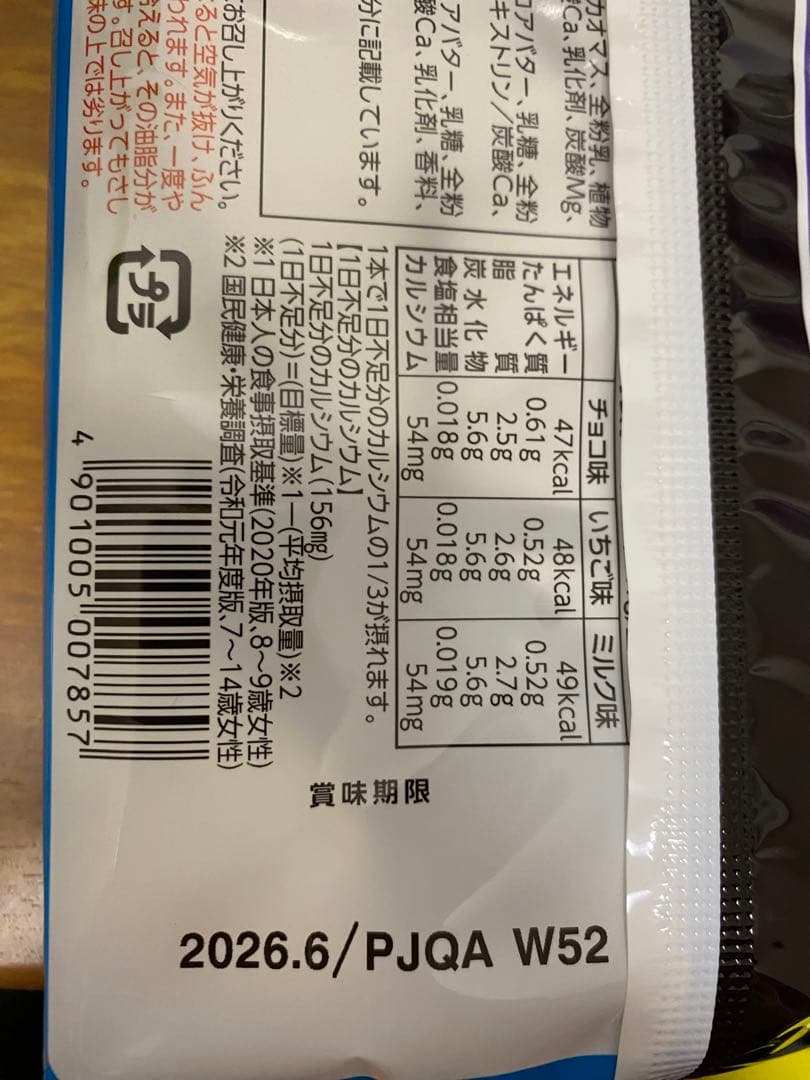 カオマス、全粉乳、植物
Ca、乳化剤、炭酸Mg、
コアバター、乳糖、全粉
キストリン／炭酸Ca、
アバター、乳糖、全粉
酸Ca、乳化剤、香料、
分に記載しています。
お召し上がりください。
ると空気が抜け、ふん
われます。また、一度や
冷えると、その油脂分が
す。召し上がってもさし
味の上では劣ります。
チョコ味 いちご味 ミルク味
エネルギー 47kcal 48kcal 49kcal
たんぱく質 0.61g 0.52g 0.52g
脂質 2.5g 2.6g 2.7g
炭水化物 5.6g 5.6g 5.6g
食塩相当量 0.018g 0.018g 0.019g
カルシウム 54mg 54mg 54mg
1本で1日不足分のカルシウムの1/3が摂れます。
【1日不足分のカルシウム】
1日不足分のカルシウム(156mg)
(1日不足分)=(目標量)※1ー(平均摂取量)※2
※1 日本人の食事摂取基準(2020年版、8〜9歳女性)
※2 国民健康・栄養調査(令和元年度版、7〜14歳女性)
プラ
4 901005 007857
賞味期限
2026.6/PJQA W52